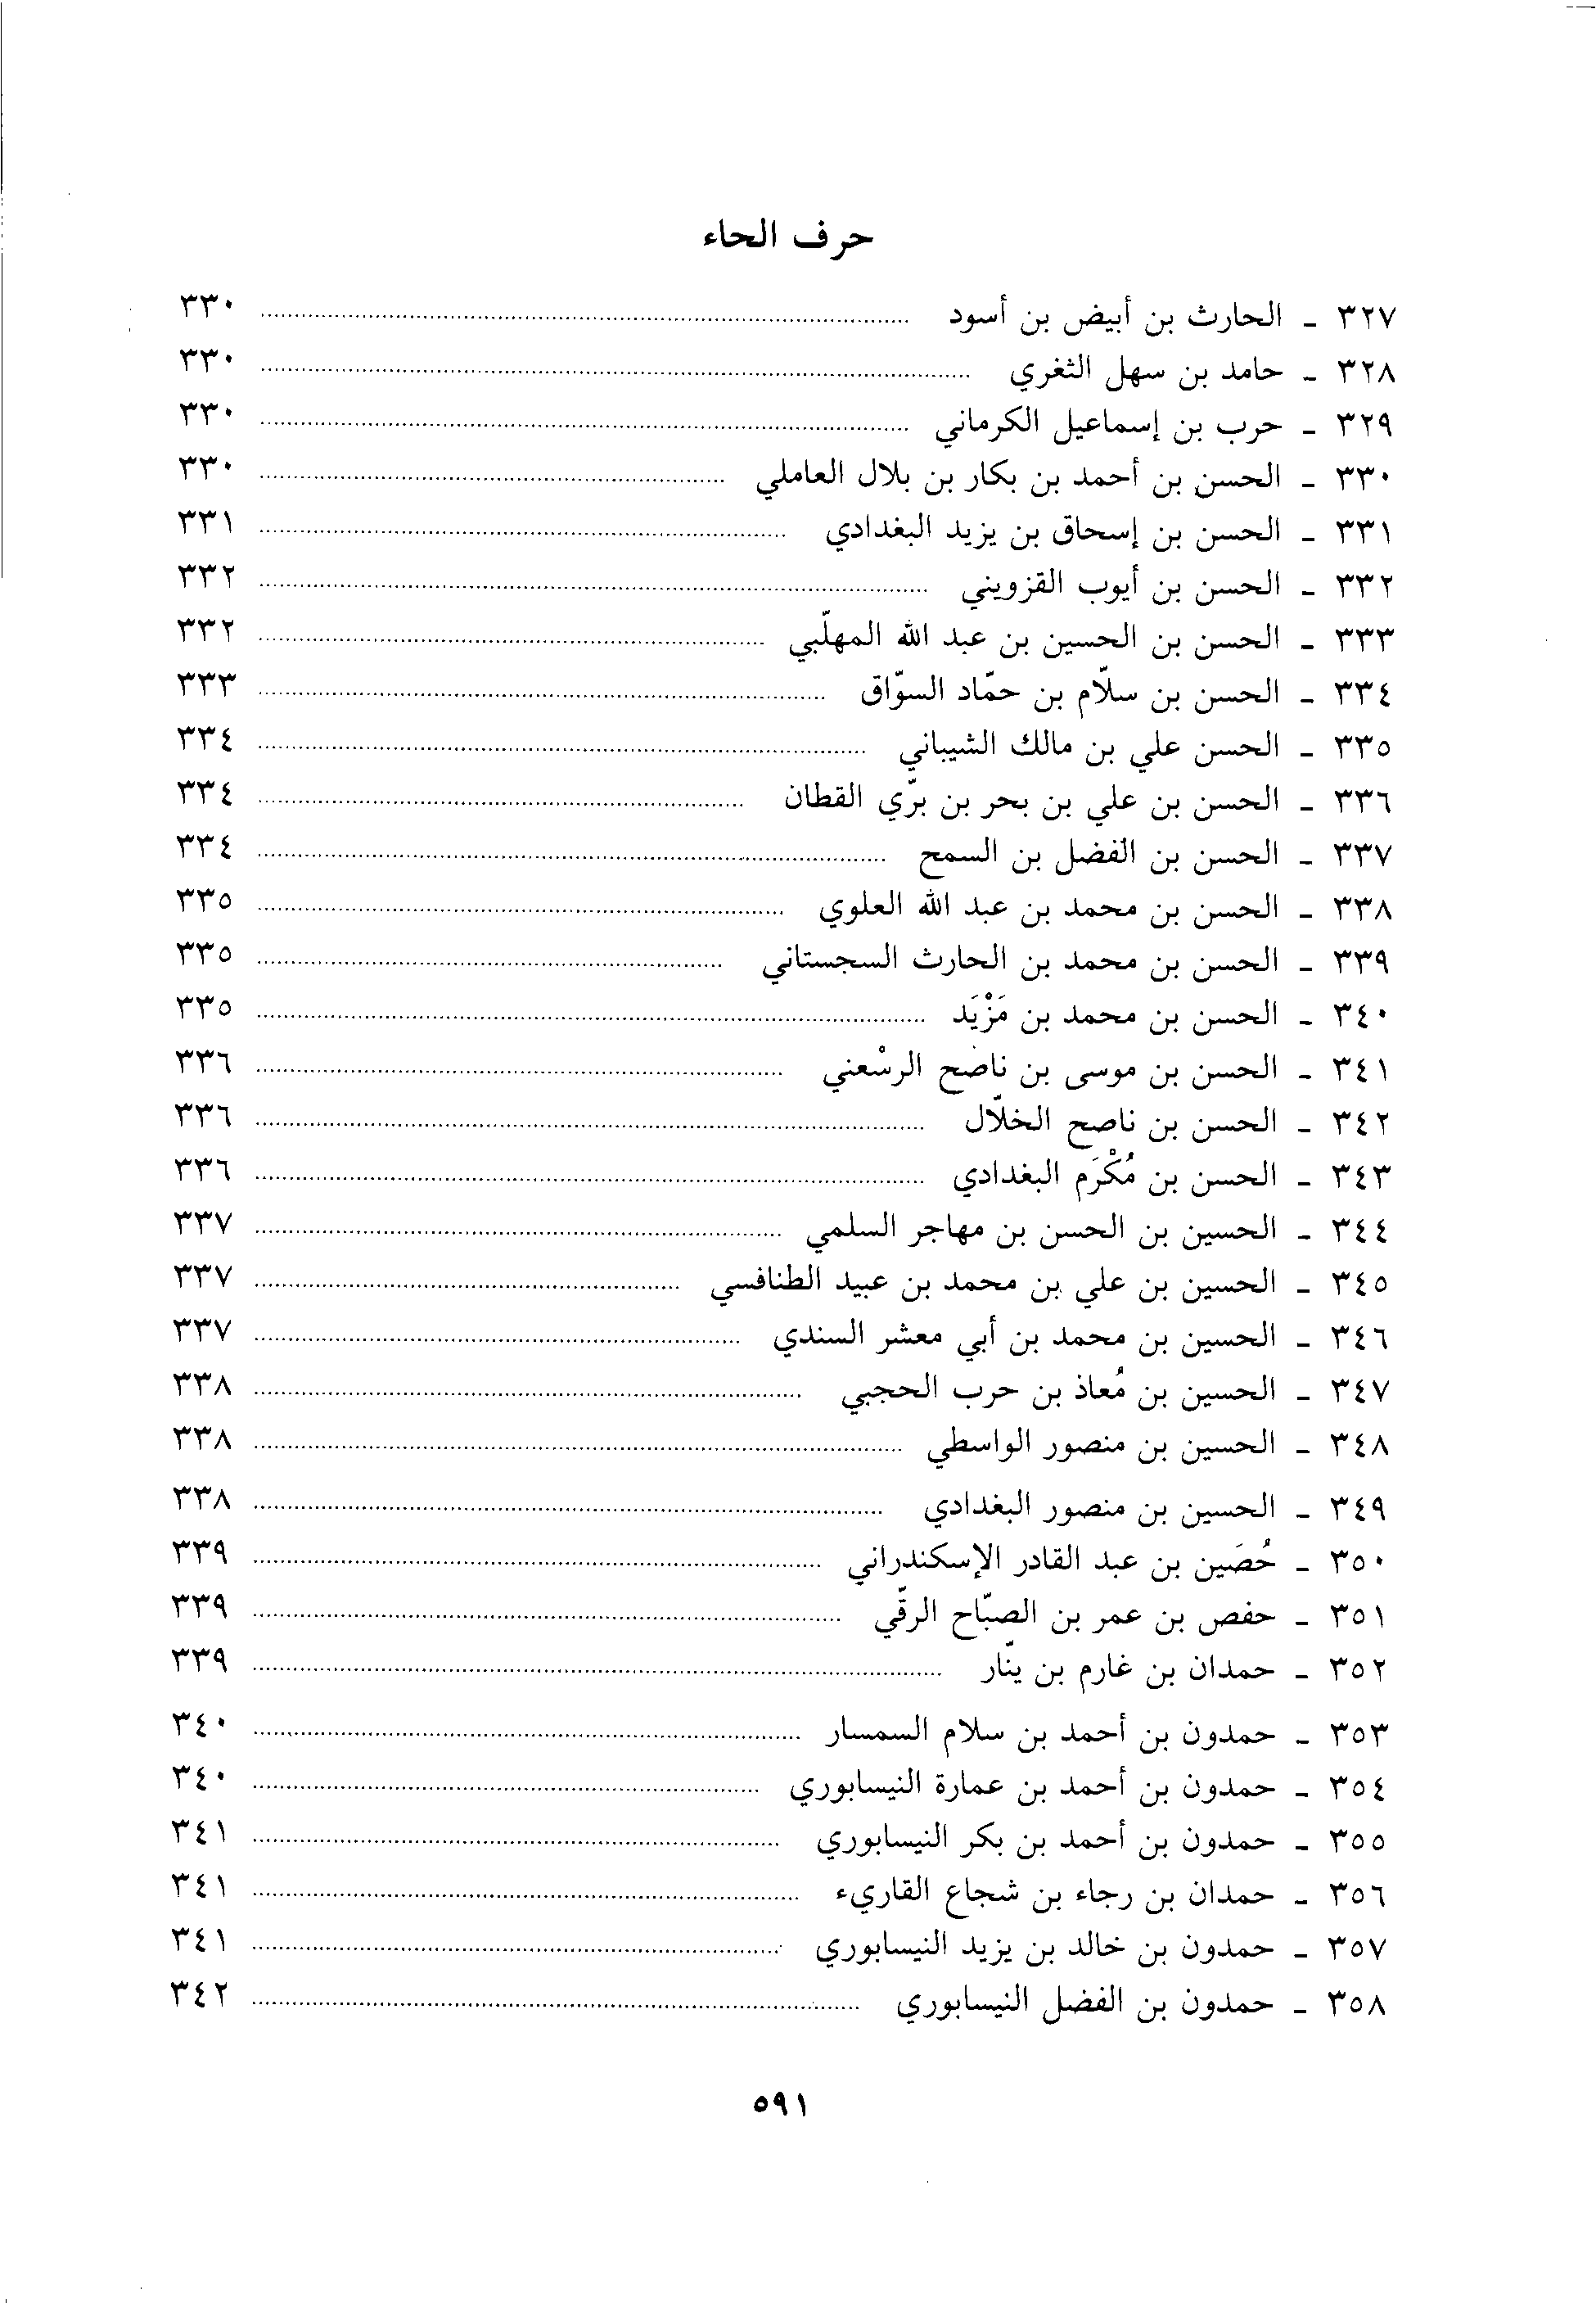 حرف الحاء
٣٢٧ - الحارث بن أبيض بن أسود ........ ٣٣٠
٣٢٨ - حامد بن سهل الثغري ........ ٣٣٠
٣٢٩ - حرب بن إسماعيل الكرماني ........ ٣٣٠
٣٣٠ - الحسن بن أحمد بن بكار بن بلال العاملي ........ ٣٣٠
٣٣١ - الحسن بن إسحاق بن يزيد البغدادي ........ ٣٣١
٣٣٢ - الحسن بن أيوب القزويني ........ ٣٣٢
٣٣٣ - الحسن بن الحسين بن عبد الله المهلّبي ........ ٣٣٢
٣٣٤ - الحسن بن سلّام بن حمّاد السوّاق ........ ٣٣٣
٣٣٥ - الحسن علي بن مالك الشيباني ........ ٣٣٤
٣٣٦ - الحسن بن علي بن بحر بن برّي القطان ........ ٣٣٤
٣٣٧ - الحسن بن الفضل بن السمح ........ ٣٣٤
٣٣٨ - الحسن بن محمد بن عبد الله العلوي ........ ٣٣٥
٣٣٩ - الحسن بن محمد بن الحارث السجستاني ........ ٣٣٥
٣٤٠ - الحسن بن محمد بن مَزْيَد ........ ٣٣٥
٣٤١ - الحسن بن موسى بن ناضح الرسْعني ........ ٣٣٦
٣٤٢ - الحسن بن ناصح الخلّال ........ ٣٣٦
٣٤٣ - الحسن بن مُكْرَم البغدادي ........ ٣٣٦
٣٤٤ - الحسين بن الحسن بن مهاجر السلمي ........ ٣٣٧
٣٤٥ - الحسين بن علي بن محمد بن عبيد الطنافسي ........ ٣٣٧
٣٤٦ - الحسين بن محمد بن أبي معشر السندي ........ ٣٣٧
٣٤٧ - الحسين بن مُعاذ بن حرب الحجبي ........ ٣٣٨
٣٤٨ - الحسين بن منصور الواسطي ........ ٣٣٨
٣٤٩ - الحسين بن منصور البغدادي ........ ٣٣٨
٣٥٠ - حُصَين بن عبد القادر الإسكندراني ........ ٣٣٩
٣٥١ - حفص بن عمر بن الصبّاح الرقّي ........ ٣٣٩
٣٥٢ - حمدان بن غارم بن ينّار ........ ٣٣٩
٣٥٣ - حمدون بن أحمد بن سلام السمسار ........ ٣٤٠
٣٥٤ - حمدون بن أحمد بن عمارة النيسابوري ........ ٣٤٠
٣٥٥ - حمدون بن أحمد بن بكر النيسابوري ........ ٣٤١
٣٥٦ - حمدان بن رجاء بن شجاع القاريء ........ ٣٤١
٣٥٧ - حمدون بن خالد بن يزيد النيسابوري ........ ٣٤١
٣٥٨ - حمدون بن الفضل النيسابوري ........ ٣٤٢
٥٩١